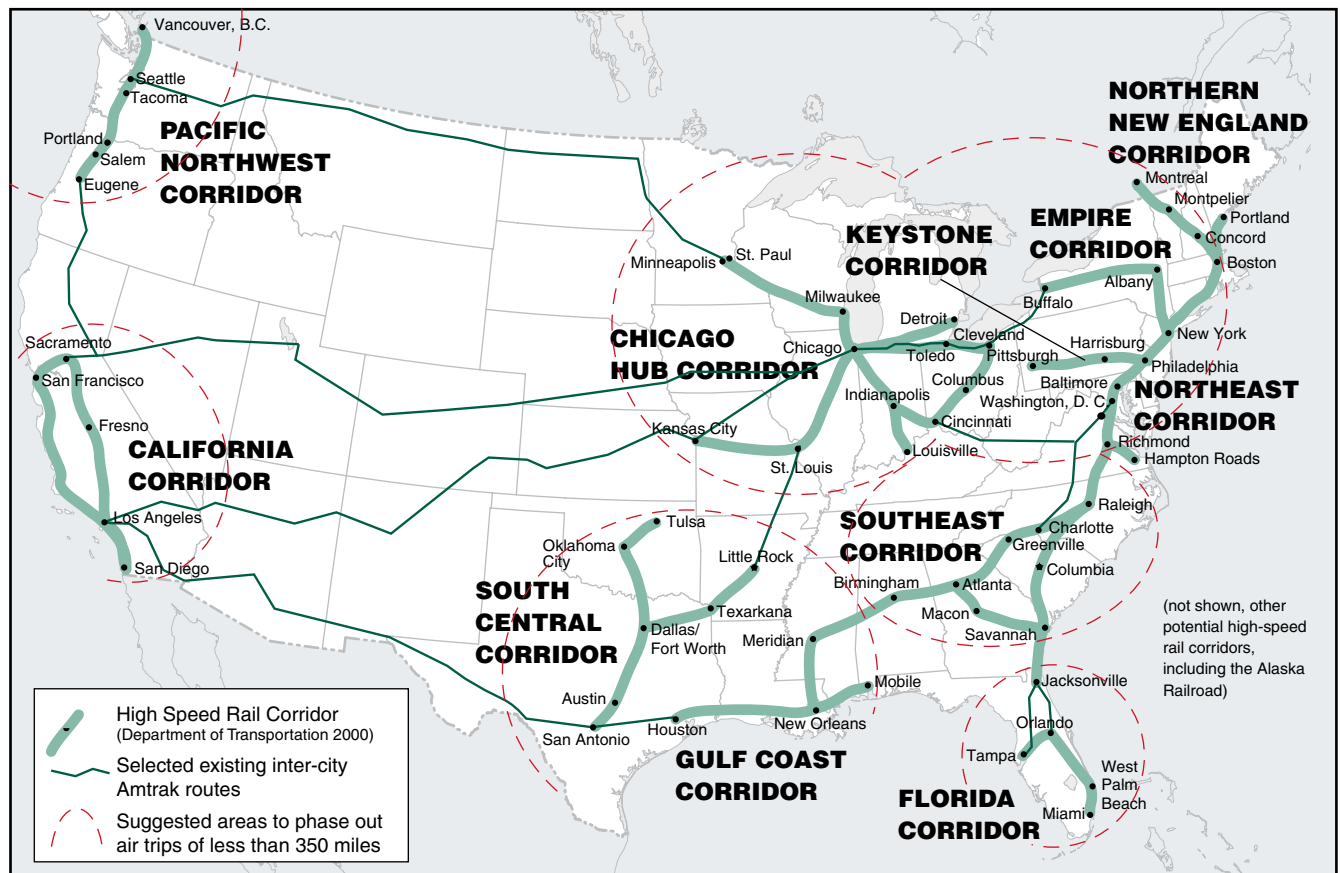 Vancouver, B.C.
Seattle
Tacoma
Portland
Salem
Eugene
PACIFIC
NORTHWEST
CORRIDOR
NORTHERN
NEW ENGLAND
CORRIDOR
Montreal
Montpelier
Portland
Concord
Boston
EMPIRE
CORRIDOR
Albany
Buffalo
KEYSTONE
CORRIDOR
Minneapolis
St. Paul
Milwaukee
Detroit
Cleveland
Chicago
Toledo
Pittsburgh
Harrisburg
New York
Philadelphia
CHICAGO
HUB CORRIDOR
Columbus
Indianapolis
Baltimore
Washington, D. C.
NORTHEAST
CORRIDOR
Cincinnati
Kansas City
St. Louis
Louisville
Richmond
Hampton Roads
Sacramento
San Francisco
Fresno
CALIFORNIA
CORRIDOR
Los Angeles
San Diego
Raleigh
Charlotte
Greenville
SOUTHEAST
CORRIDOR
Columbia
Birmingham
Atlanta
Macon
Savannah
Tulsa
Oklahoma
City
Little Rock
SOUTH
CENTRAL
CORRIDOR
Texarkana
Dallas/
Fort Worth
Meridian
Mobile
Austin
San Antonio
Houston
New Orleans
GULF COAST
CORRIDOR
Jacksonville
Orlando
Tampa
West
Palm
Beach
Miami
FLORIDA
CORRIDOR
(not shown, other
potential high-speed
rail corridors,
including the Alaska
Railroad)
High Speed Rail Corridor
(Department of Transportation 2000)
Selected existing inter-city
Amtrak routes
Suggested areas to phase out
air trips of less than 350 miles